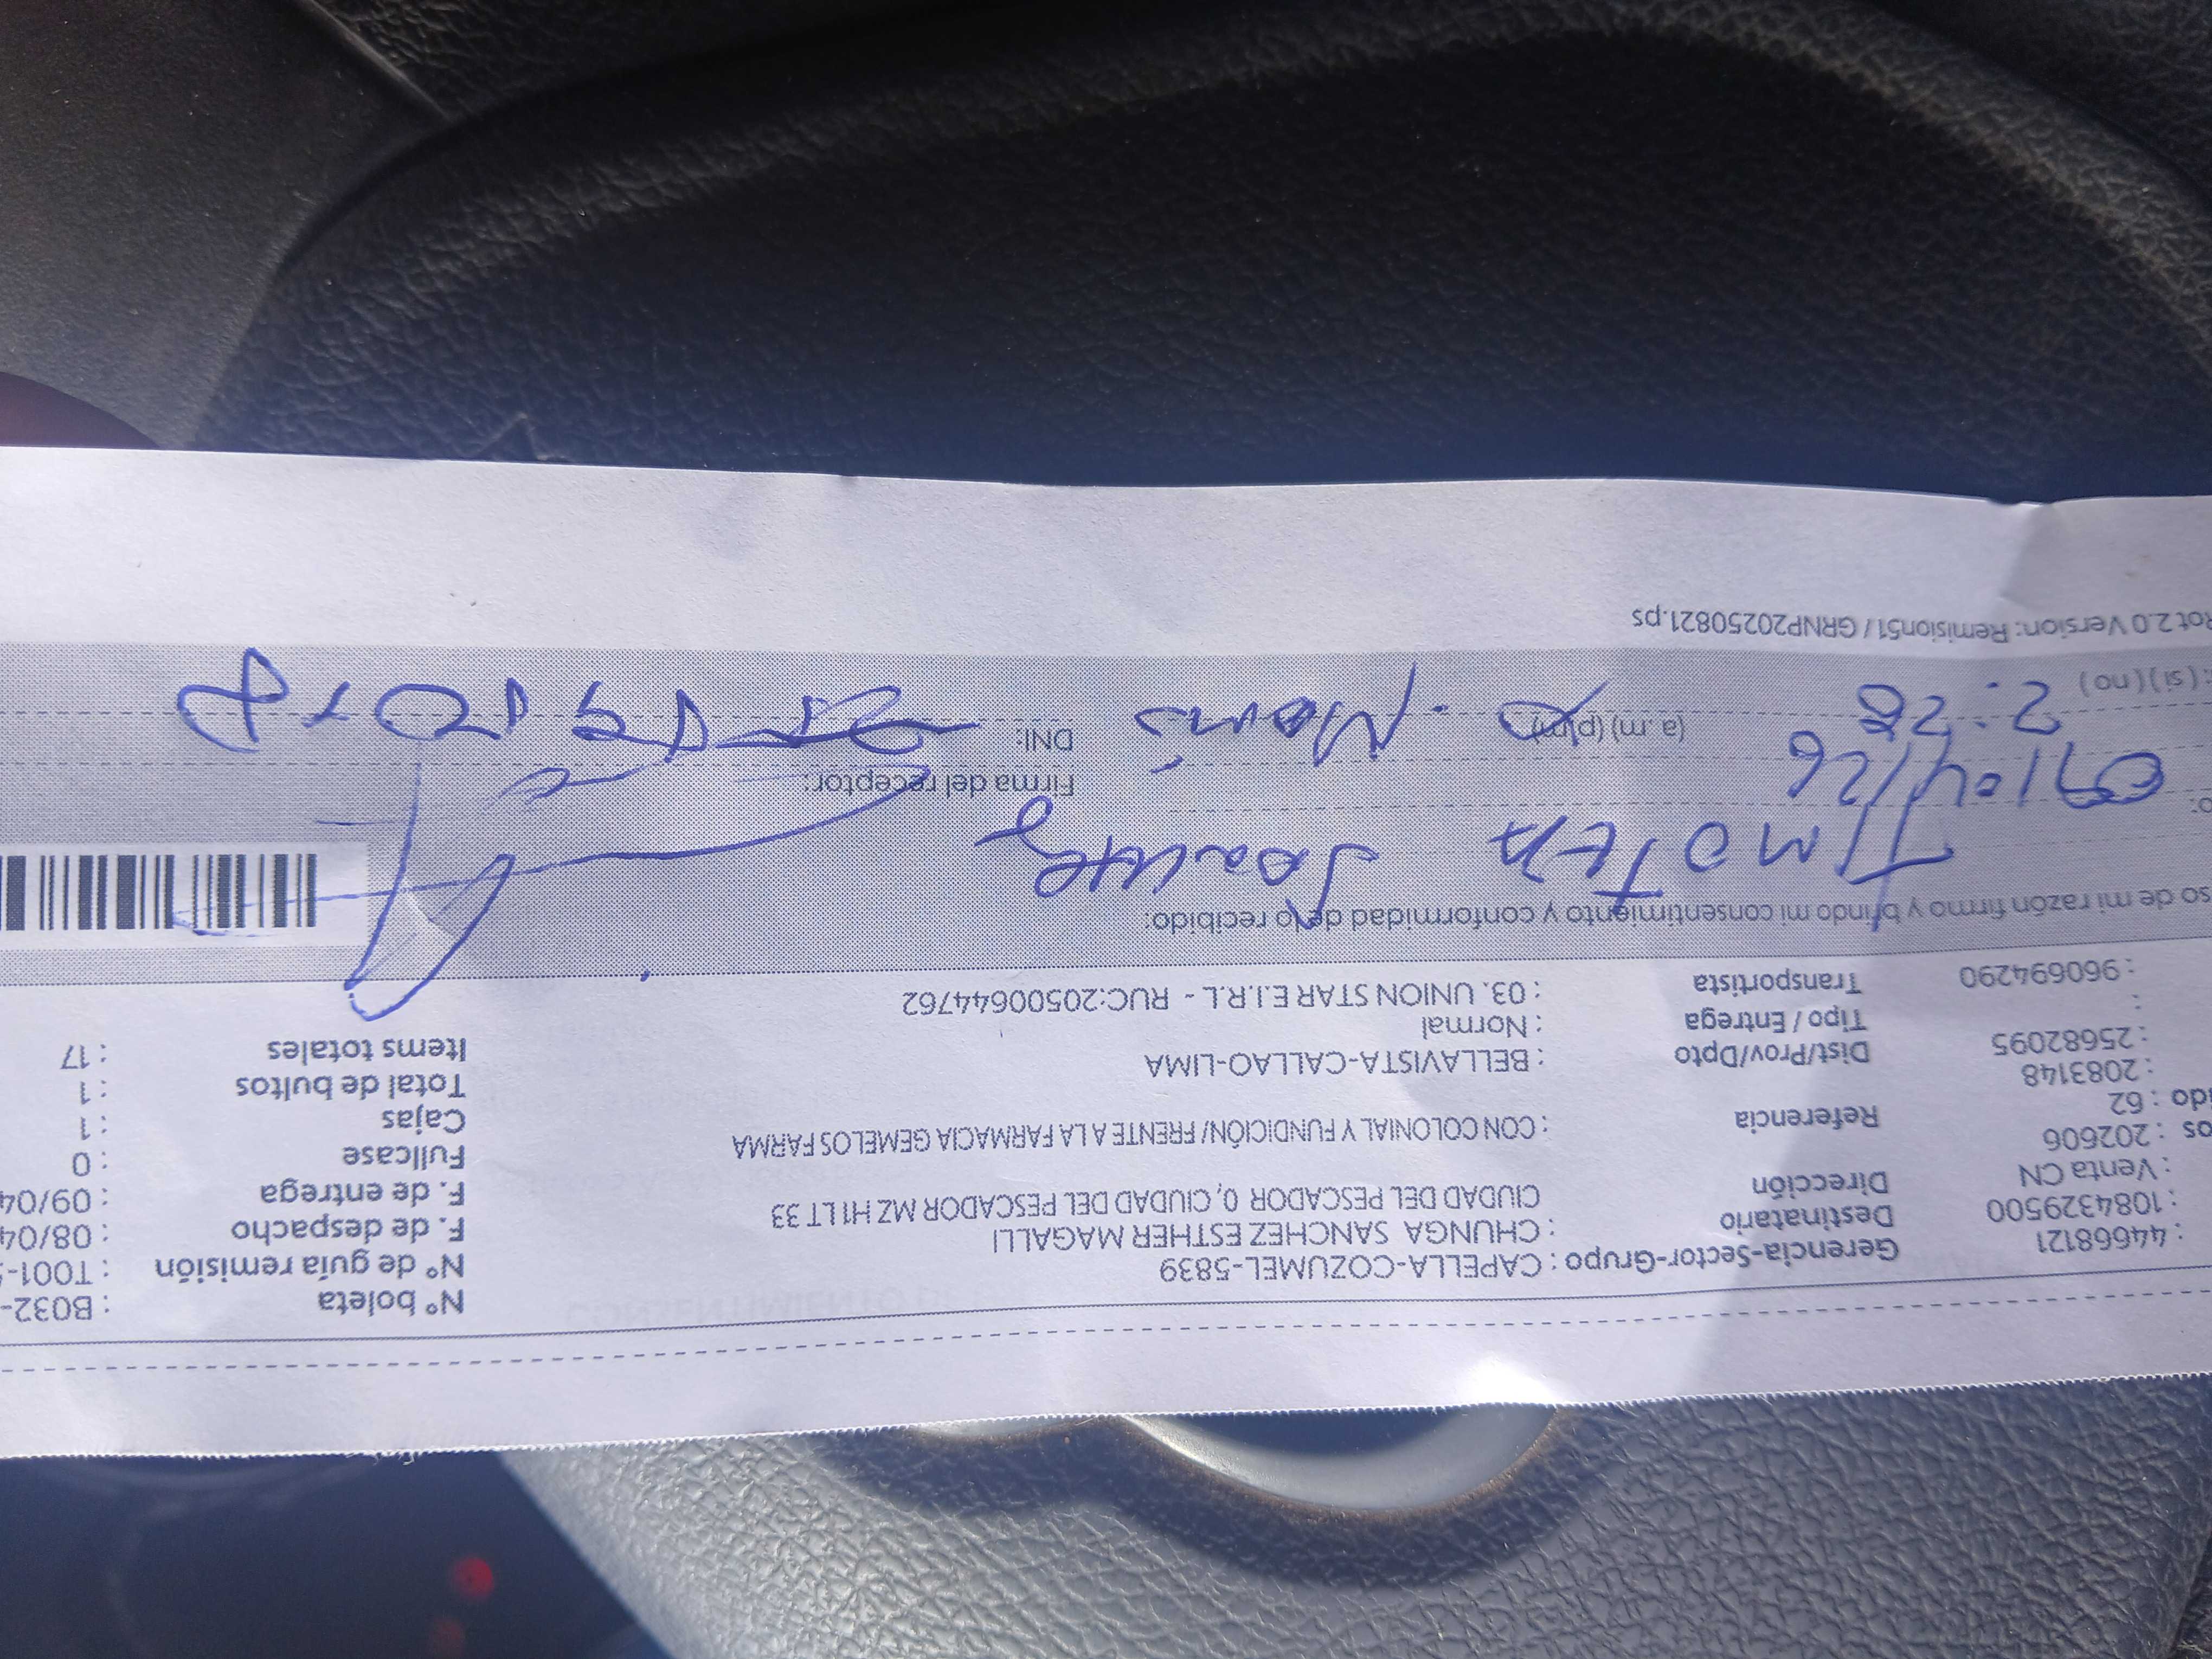 Nº boleta : B032-
: 44668121 Gerencia-Sector-Grupo : CAPELLA-COZUMEL-5839 Nº de guía remisión : T001-
: 1084329500 Destinatario : CHUNGA SANCHEZ ESTHER MAGALLI F. de despacho : 08/04
: Venta CN Dirección CIUDAD DEL PESCADOR 0, CIUDAD DEL PESCADOR MZ H1 LT 33 F. de entrega : 09/04
os : 202606 Fullcase : 0
ido : 62 Referencia : CON COLONIAL Y FUNDICIÓN/ FRENTE A LA FARMACIA GEMELOS FARMA Cajas : 1
: 2083148 Total de bultos : 1
: 25682095 Dist/Prov/Dpto : BELLAVISTA-CALLAO-LIMA Items totales : 17
: Tipo / Entrega : Normal
: 960694290 Transportista : 03. UNION STAR E.I.R.L - RUC:20500644762
so de mi razón firmo y brindo mi consentimiento y conformidad de lo recibido:
o: 09/04/26 Firma del receptor:
: (si) (no) 2:28 (a.m) (p.m) DNI:
Rot 2.0 Version: Remision51 / GRNP20250821.ps